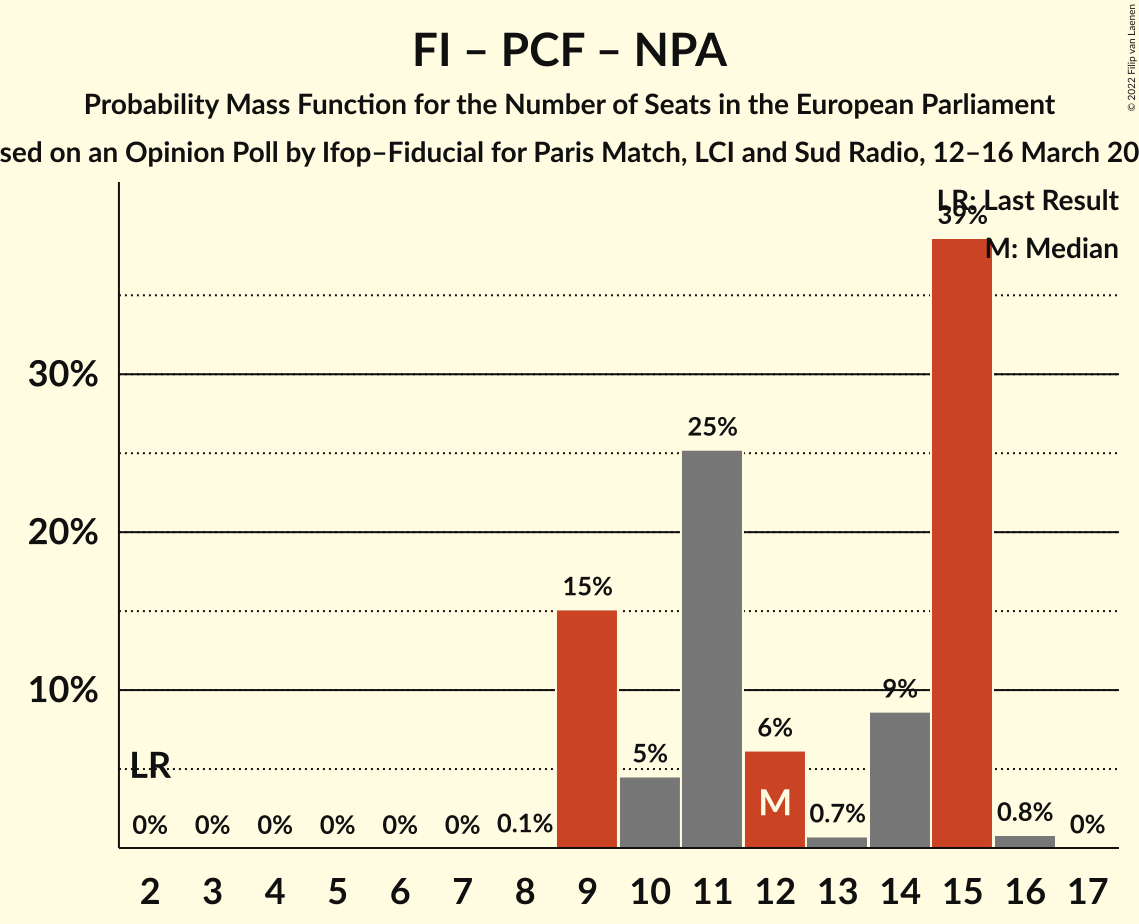 FI – PCF – NPA
Probability Mass Function for the Number of Seats in the European Parliament
sed on an Opinion Poll by Ifop–Fiducial for Paris Match, LCI and Sud Radio, 12–16 March 20
© 2022 Filip van Laenen
LR: Last Result
M: Median
39%
30%
25%
20%
15%
10%
9%
6%
5%
LR
M
0% 0% 0% 0% 0% 0% 0.1% 0.7% 0.8% 0%
2 3 4 5 6 7 8 9 10 11 12 13 14 15 16 17